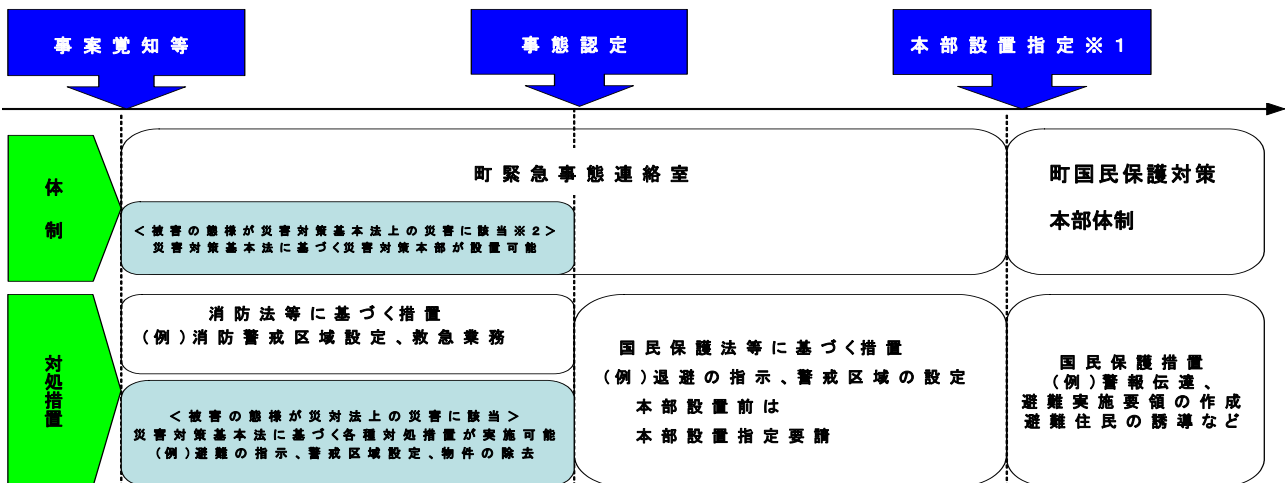 事案覚知等
事態認定
本部設置指定※1
体
制
町緊急事態連絡室
＜被害の態様が災害対策基本法上の災害に該当※2＞
災害対策基本法に基づく災害対策本部が設置可能
町国民保護対策
本部体制
対処措置
消防法等に基づく措置
(例)消防警戒区域設定、救急業務
＜被害の態様が災対法上の災害に該当＞
災害対策基本法に基づく各種対処措置が実施可能
(例)避難の指示、警戒区域設定、物件の除去
国民保護法等に基づく措置
(例)退避の指示、警戒区域の設定
本部設置前は
本部設置指定要請
国民保護措置
(例)警報伝達、
避難実施要領の作成
避難住民の誘導など